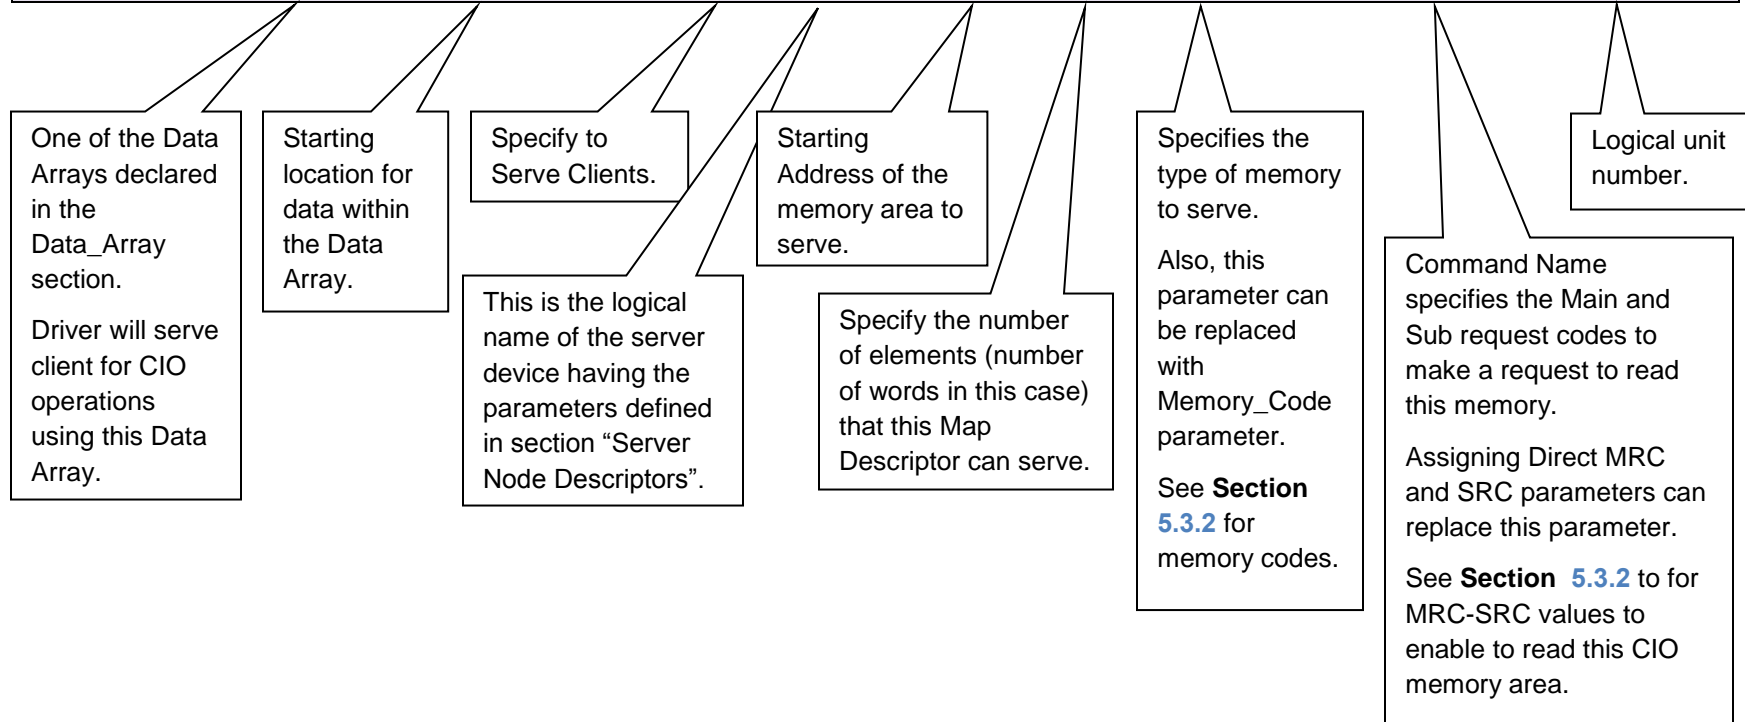 One of the Data
Arrays declared
in the
Data_Array
section.
Driver will serve
client for CIO
operations
using this Data
Array.
Starting
location for
data within
the Data
Array.
Specify to
Serve Clients.
This is the logical
name of the server
device having the
parameters defined
in section “Server
Node Descriptors”.
Starting
Address of the
memory area to
serve.
Specify the number
of elements (number
of words in this case)
that this Map
Descriptor can serve.
Specifies the
type of memory
to serve.
Also, this
parameter can
be replaced
with
Memory_Code
parameter.
See Section
5.3.2 for
memory codes.
Command Name
specifies the Main and
Sub request codes to
make a request to read
this memory.
Assigning Direct MRC
and SRC parameters can
replace this parameter.
See Section 5.3.2 to for
MRC-SRC values to
enable to read this CIO
memory area.
Logical unit
number.